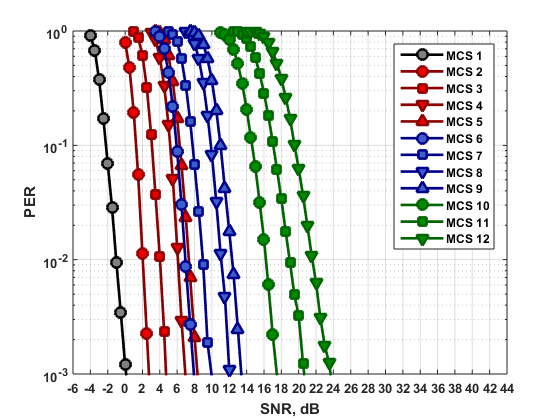 10^0
10^-1
10^-2
10^-3
PER
MCS 1
MCS 2
MCS 3
MCS 4
MCS 5
MCS 6
MCS 7
MCS 8
MCS 9
MCS 10
MCS 11
MCS 12
-6 -4 -2 0 2 4 6 8 10 12 14 16 18 20 22 24 26 28 30 32 34 36 38 40 42 44
SNR, dB